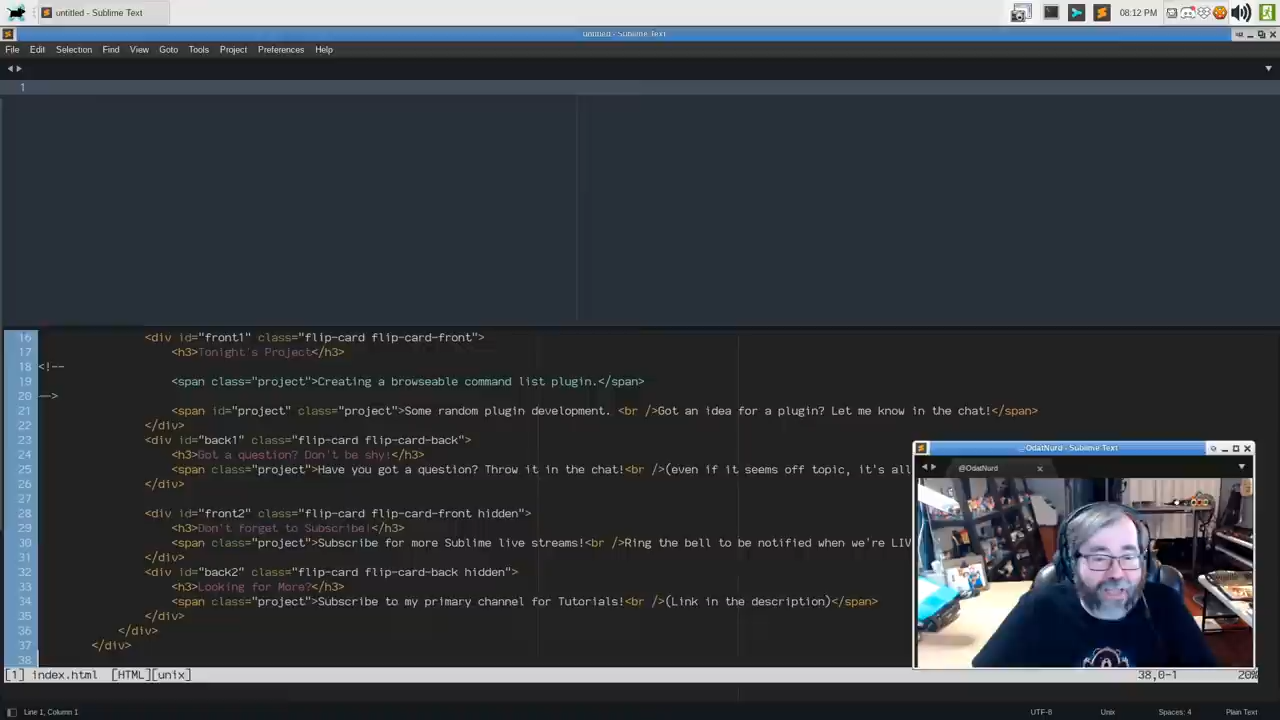 untitled - Sublime Text
08:12 PM
untitled - Sublime Text
File Edit Selection Find View Goto Tools Project Preferences Help
1
16 <div id="front1" class="flip-card flip-card-front">
17 <h3>Tonight's Project</h3>
18 <!--
19 <span class="project">Creating a browseable command list plugin.</span>
20 -->
21 <span id="project" class="project">Some random plugin development. <br />Got an idea for a plugin? Let me know in the chat!</span>
22 </div>
23 <div id="back1" class="flip-card flip-card-back">
24 <h3>Got a question? Don't be shy!</h3>
25 <span class="project">Have you got a question? Throw it in the chat!<br />(even if it seems off topic, it's all
26 </div>
27
28 <div id="front2" class="flip-card flip-card-front hidden">
29 <h3>Don't forget to Subscribe!</h3>
30 <span class="project">Subscribe for more Sublime live streams!<br />Ring the bell to be notified when we're LIV
31 </div>
32 <div id="back2" class="flip-card flip-card-back hidden">
33 <h3>Looking for More?</h3>
34 <span class="project">Subscribe to my primary channel for Tutorials!<br />(Link in the description)</span>
35 </div>
36 </div>
37 </div>
38
@OdatNurd - Sublime Text
@OdatNurd
[1] index.html [HTML][unix] 38,0-1 20%
Line 1, Column 1 UTF-8 Unix Spaces: 4 Plain Text